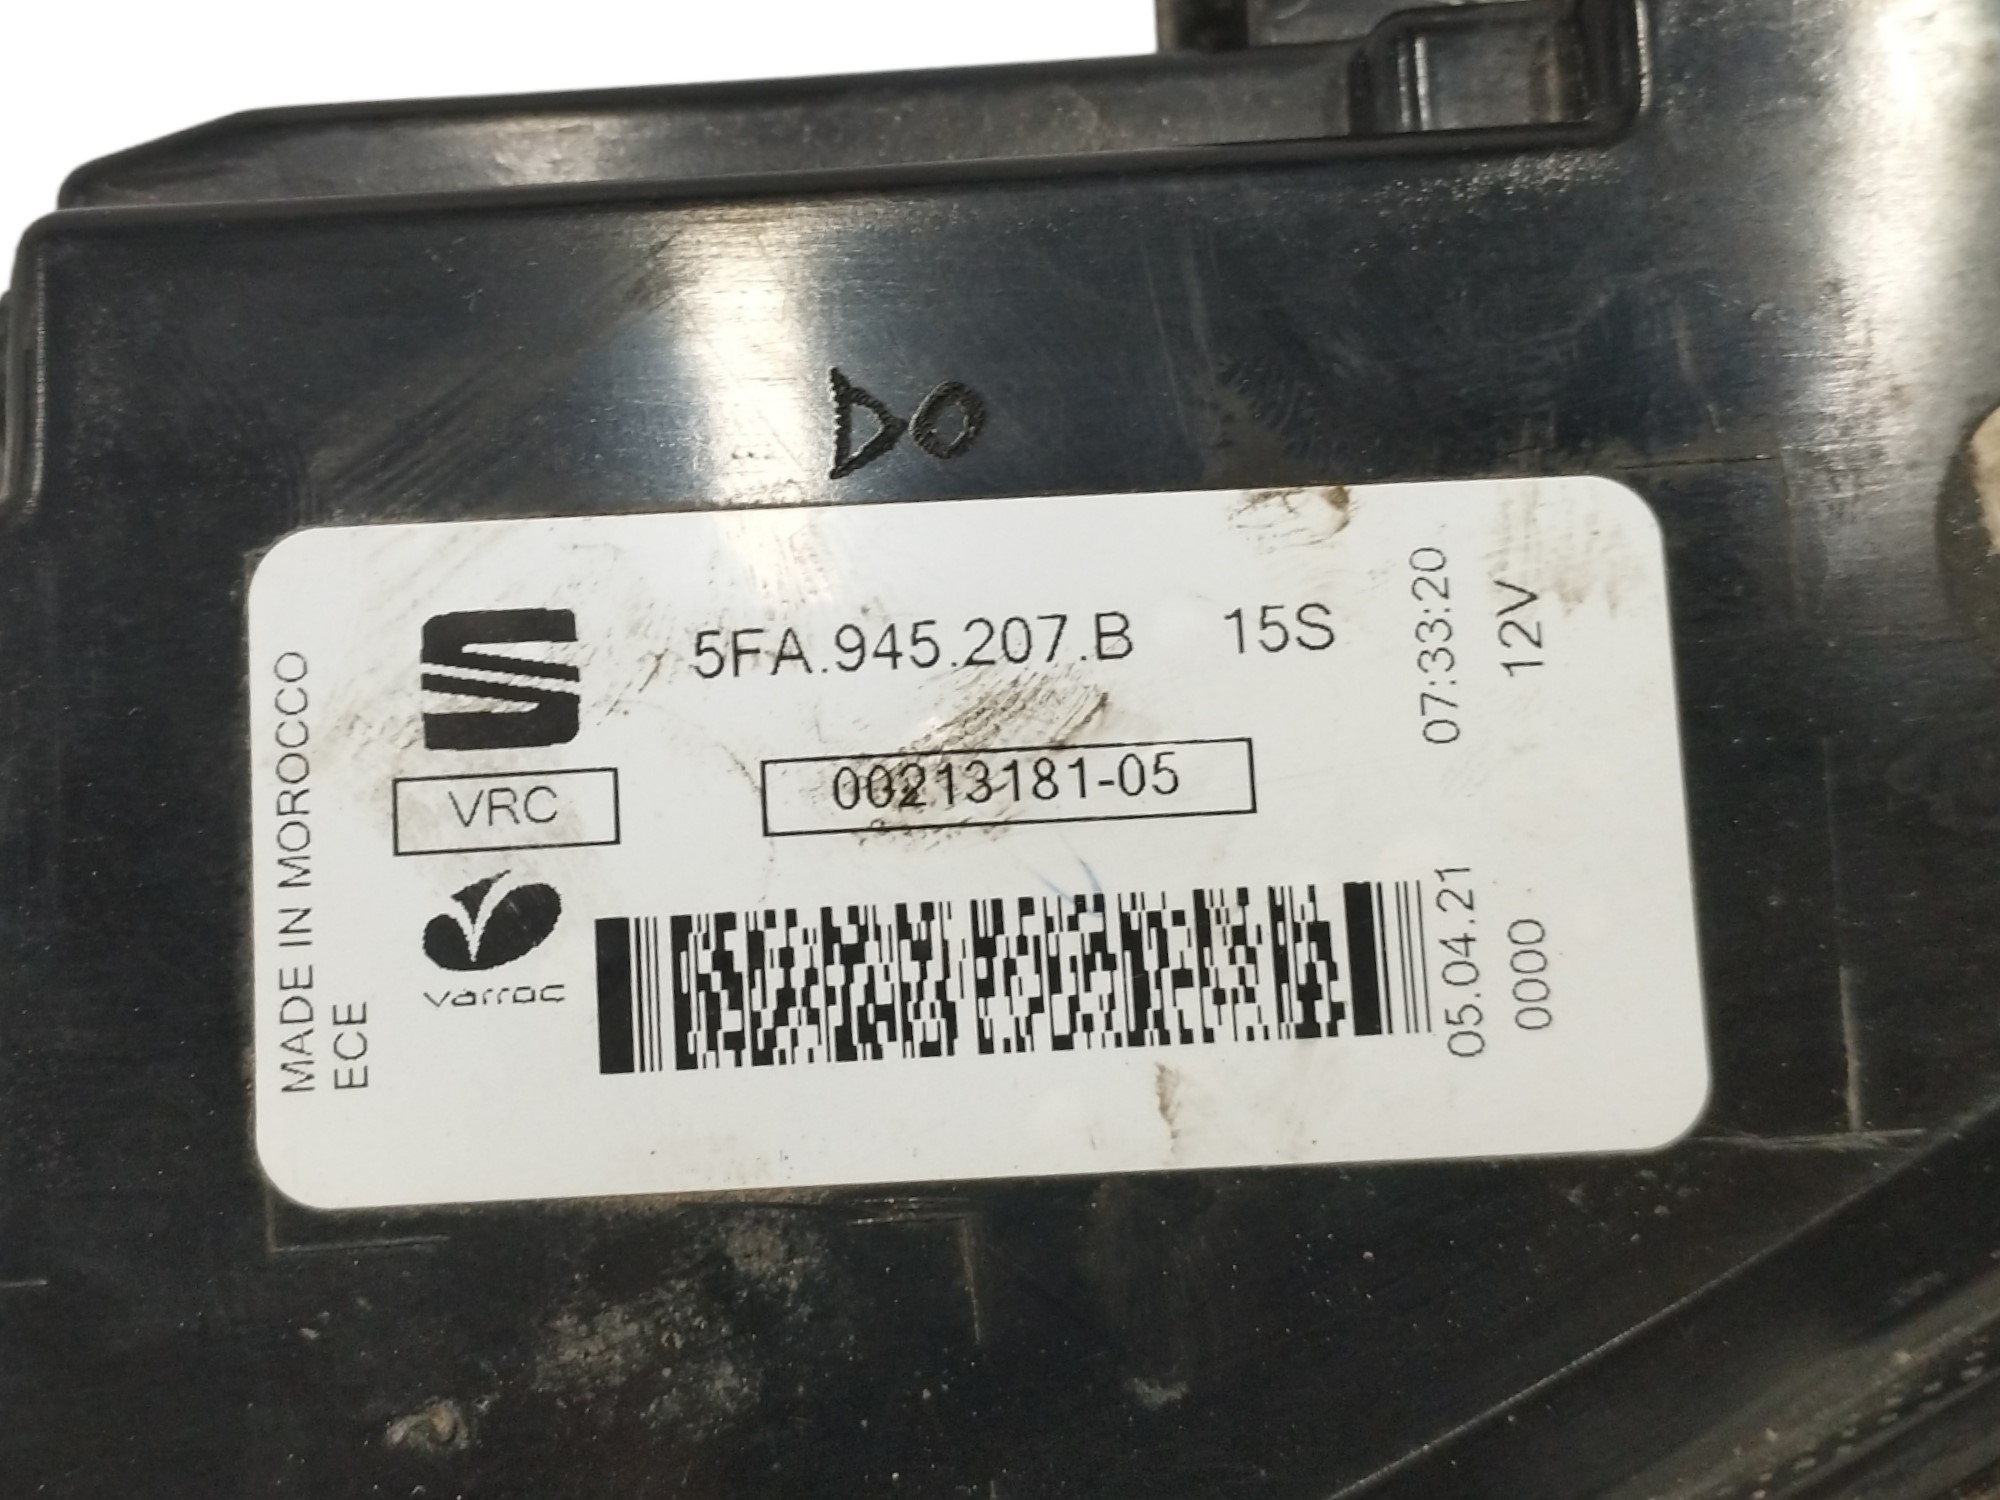 DO
5FA.945.207.B 15S
VRC
00213181-05
varroc
MADE IN MOROCCO
ECE
07:33:20
12V
05.04.21
0000